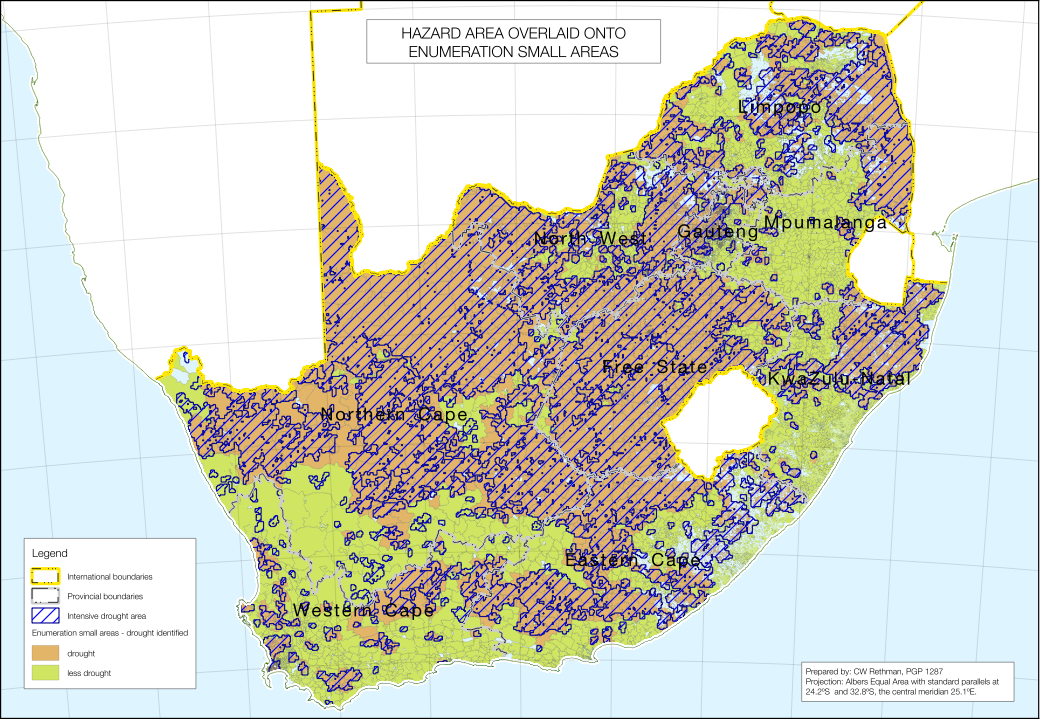 HAZARD AREA OVERLAID ONTO
ENUMERATION SMALL AREAS
Limpopo
Mpumalanga
Gauteng
North West
Free State
KwaZulu-Natal
Northern Cape
Eastern Cape
Western Cape
Legend
International boundaries
Provincial boundaries
Intensive drought area
Enumeration small areas - drought identified
drought
less drought
Prepared by: CW Rethman, PGP 1287
Projection: Albers Equal Area with standard parallels at
24.2ºS and 32.8ºS, the central meridian 25.1ºE.